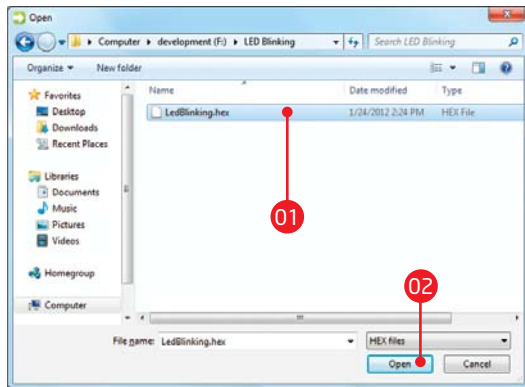 Open
Computer ▸ development (F:) ▸ LED Blinking
Search LED Blinking
Organize
New folder
Name
Date modified
Type
Favorites
Desktop
Downloads
Recent Places
Libraries
Documents
Music
Pictures
Videos
Homegroup
Computer
LedBlinking.hex
1/24/2012 2:24 PM
HEX File
01
02
File name:
LedBlinking.hex
HEX files
Open
Cancel